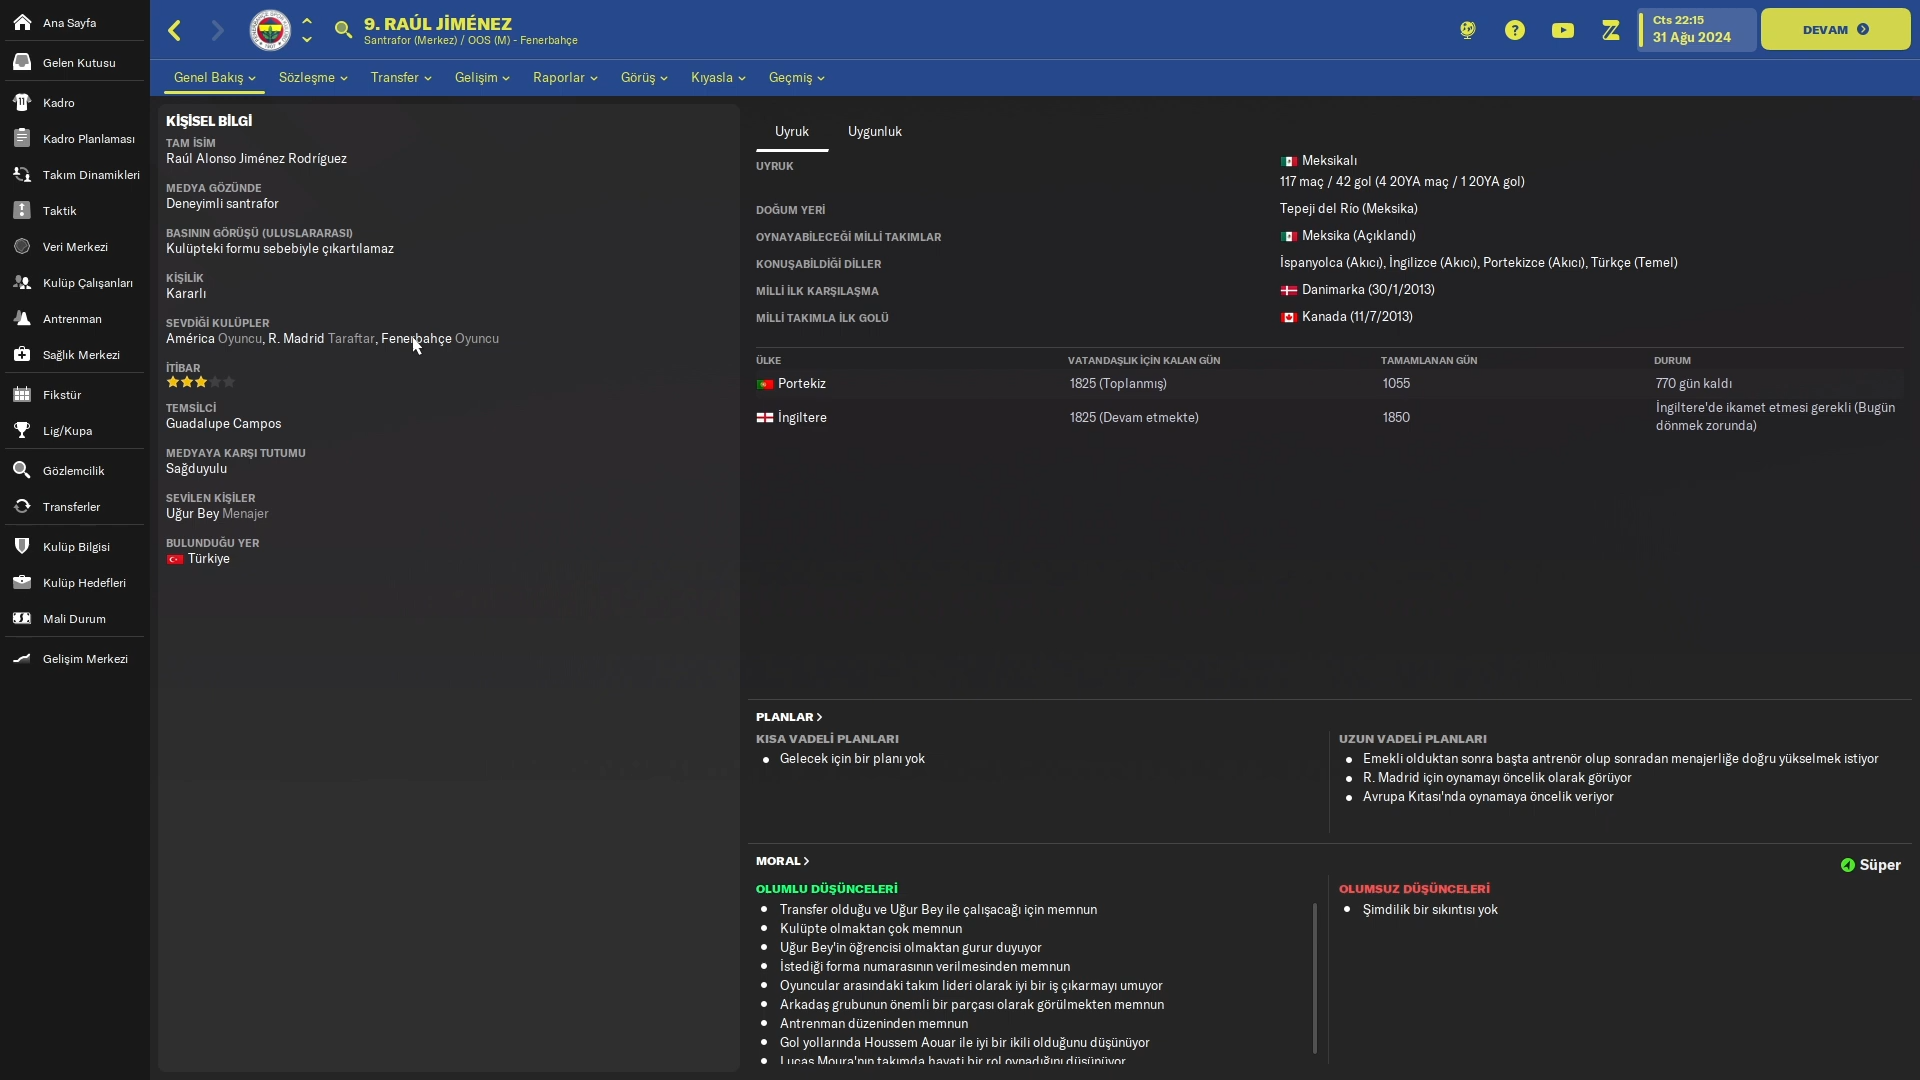 Ana Sayfa
Gelen Kutusu
Kadro
Kadro Planlaması
Takım Dinamikleri
Taktik
Veri Merkezi
Kulüp Çalışanları
Antrenman
Sağlık Merkezi
Fikstür
Lig/Kupa
Gözlemcilik
Transferler
Kulüp Bilgisi
Kulüp Hedefleri
Mali Durum
Gelişim Merkezi
9. RAÚL JİMÉNEZ
Santrafor (Merkez) / OOS (M) - Fenerbahçe
Cts 22:15
31 Ağu 2024
DEVAM
Genel Bakış Sözleşme Transfer Gelişim Raporlar Görüş Kıyasla Geçmiş
KİŞİSEL BİLGİ
TAM İSİM
Raúl Alonso Jiménez Rodríguez
MEDYA GÖZÜNDE
Deneyimli santrafor
BASININ GÖRÜŞÜ (ULUSLARARASI)
Kulüpteki formu sebebiyle çıkartılamaz
KİŞİLİK
Kararlı
SEVDİĞİ KULÜPLER
América Oyuncu, R. Madrid Taraftar, Fenerbahçe Oyuncu
İTİBAR
TEMSİLCİ
Guadalupe Campos
MEDYAYA KARŞI TUTUMU
Sağduyulu
SEVİLEN KİŞİLER
Uğur Bey Menajer
BULUNDUĞU YER
Türkiye
Uyruk Uygunluk
UYRUK Meksikalı
117 maç / 42 gol (4 20YA maç / 1 20YA gol)
DOĞUM YERİ Tepeji del Río (Meksika)
OYNAYABİLECEĞİ MİLLİ TAKIMLAR Meksika (Açıklandı)
KONUŞABİLDİĞİ DİLLER İspanyolca (Akıcı), İngilizce (Akıcı), Portekizce (Akıcı), Türkçe (Temel)
MİLLİ İLK KARŞILAŞMA Danimarka (30/1/2013)
MİLLİ TAKIMLA İLK GOLÜ Kanada (11/7/2013)
ÜLKE VATANDAŞLIK İÇİN KALAN GÜN TAMAMLANAN GÜN DURUM
Portekiz 1825 (Toplanmış) 1055 770 gün kaldı
İngiltere 1825 (Devam etmekte) 1850 İngiltere'de ikamet etmesi gerekli (Bugün
dönmek zorunda)
PLANLAR
KISA VADELİ PLANLARI
Gelecek için bir planı yok
UZUN VADELİ PLANLARI
Emekli olduktan sonra başta antrenör olup sonradan menajerliğe doğru yükselmek istiyor
R. Madrid için oynamayı öncelik olarak görüyor
Avrupa Kıtası'nda oynamaya öncelik veriyor
MORAL
Süper
OLUMLU DÜŞÜNCELERİ
Transfer olduğu ve Uğur Bey ile çalışacağı için memnun
Kulüpte olmaktan çok memnun
Uğur Bey'in öğrencisi olmaktan gurur duyuyor
İstediği forma numarasının verilmesinden memnun
Oyuncular arasındaki takım lideri olarak iyi bir iş çıkarmayı umuyor
Arkadaş grubunun önemli bir parçası olarak görülmekten memnun
Antrenman düzeninden memnun
Gol yollarında Houssem Aouar ile iyi bir ikili olduğunu düşünüyor
Lucas Moura'nın takımda hayati bir rol oynadığını düşünüyor
OLUMSUZ DÜŞÜNCELERİ
Şimdilik bir sıkıntısı yok